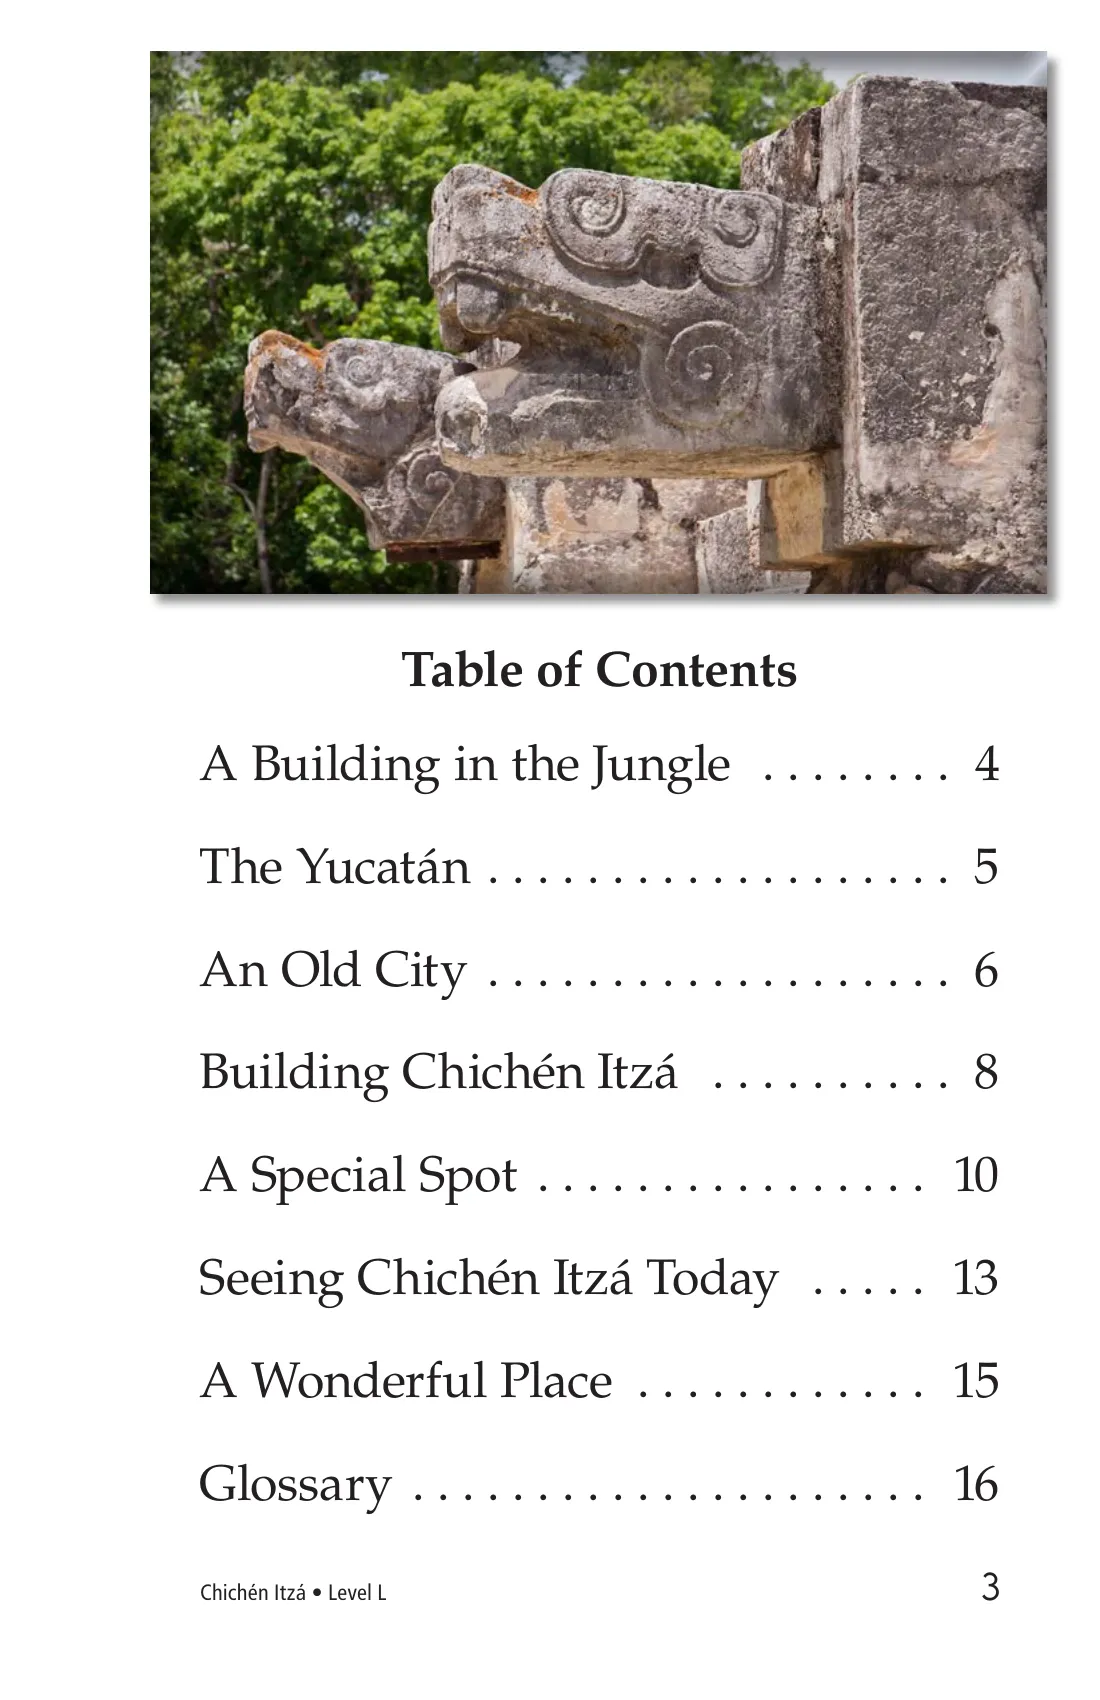 Table of Contents
A Building in the Jungle . . . . . . . . 4
The Yucatán . . . . . . . . . . . . . . . . . . . 5
An Old City . . . . . . . . . . . . . . . . . . . 6
Building Chichén Itzá . . . . . . . . . . 8
A Special Spot . . . . . . . . . . . . . . . . 10
Seeing Chichén Itzá Today . . . . . 13
A Wonderful Place . . . . . . . . . . . . 15
Glossary . . . . . . . . . . . . . . . . . . . . . 16
Chichén Itzá • Level L 3